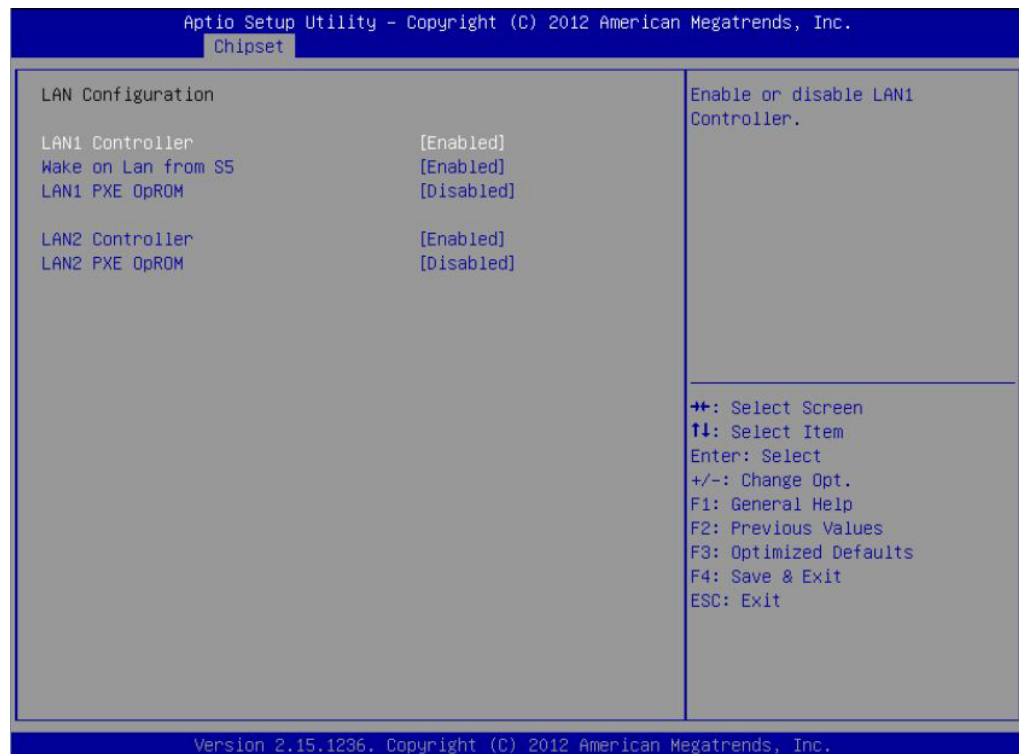 Aptio Setup Utility – Copyright (C) 2012 American Megatrends, Inc.
Chipset
LAN Configuration
LAN1 Controller [Enabled]
Wake on Lan from S5 [Enabled]
LAN1 PXE OpROM [Disabled]
LAN2 Controller [Enabled]
LAN2 PXE OpROM [Disabled]
Enable or disable LAN1
Controller.
→←: Select Screen
↑↓: Select Item
Enter: Select
+/-: Change Opt.
F1: General Help
F2: Previous Values
F3: Optimized Defaults
F4: Save & Exit
ESC: Exit
Version 2.15.1236. Copyright (C) 2012 American Megatrends, Inc.